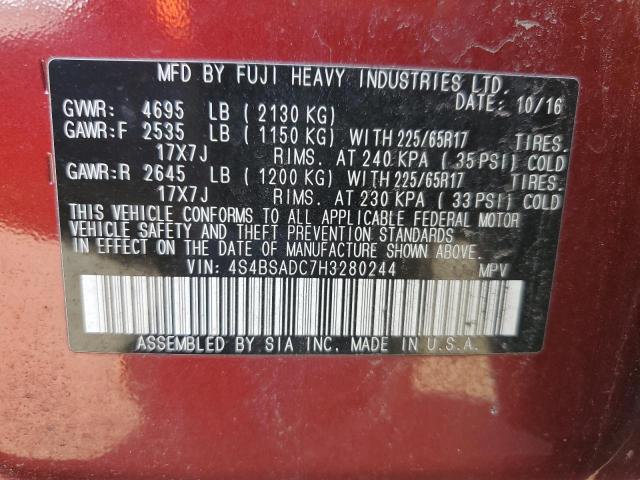 MFD BY FUJI HEAVY INDUSTRIES LTD.
DATE: 10/16
GVWR: 4695 LB ( 2130 KG)
GAWR:F 2535 LB ( 1150 KG) WITH 225/65R17 TIRES.
17X7J RIMS. AT 240 KPA ( 35 PSI) COLD
GAWR:R 2645 LB ( 1200 KG) WITH 225/65R17 TIRES.
17X7J RIMS. AT 230 KPA ( 33 PSI) COLD
THIS VEHICLE CONFORMS TO ALL APPLICABLE FEDERAL MOTOR
VEHICLE SAFETY AND THEFT PREVENTION STANDARDS
IN EFFECT ON THE DATE OF MANUFACTURE SHOWN ABOVE.
VIN: 4S4BSADC7H3280244 MPV
ASSEMBLED BY SIA INC. MADE IN U.S.A.